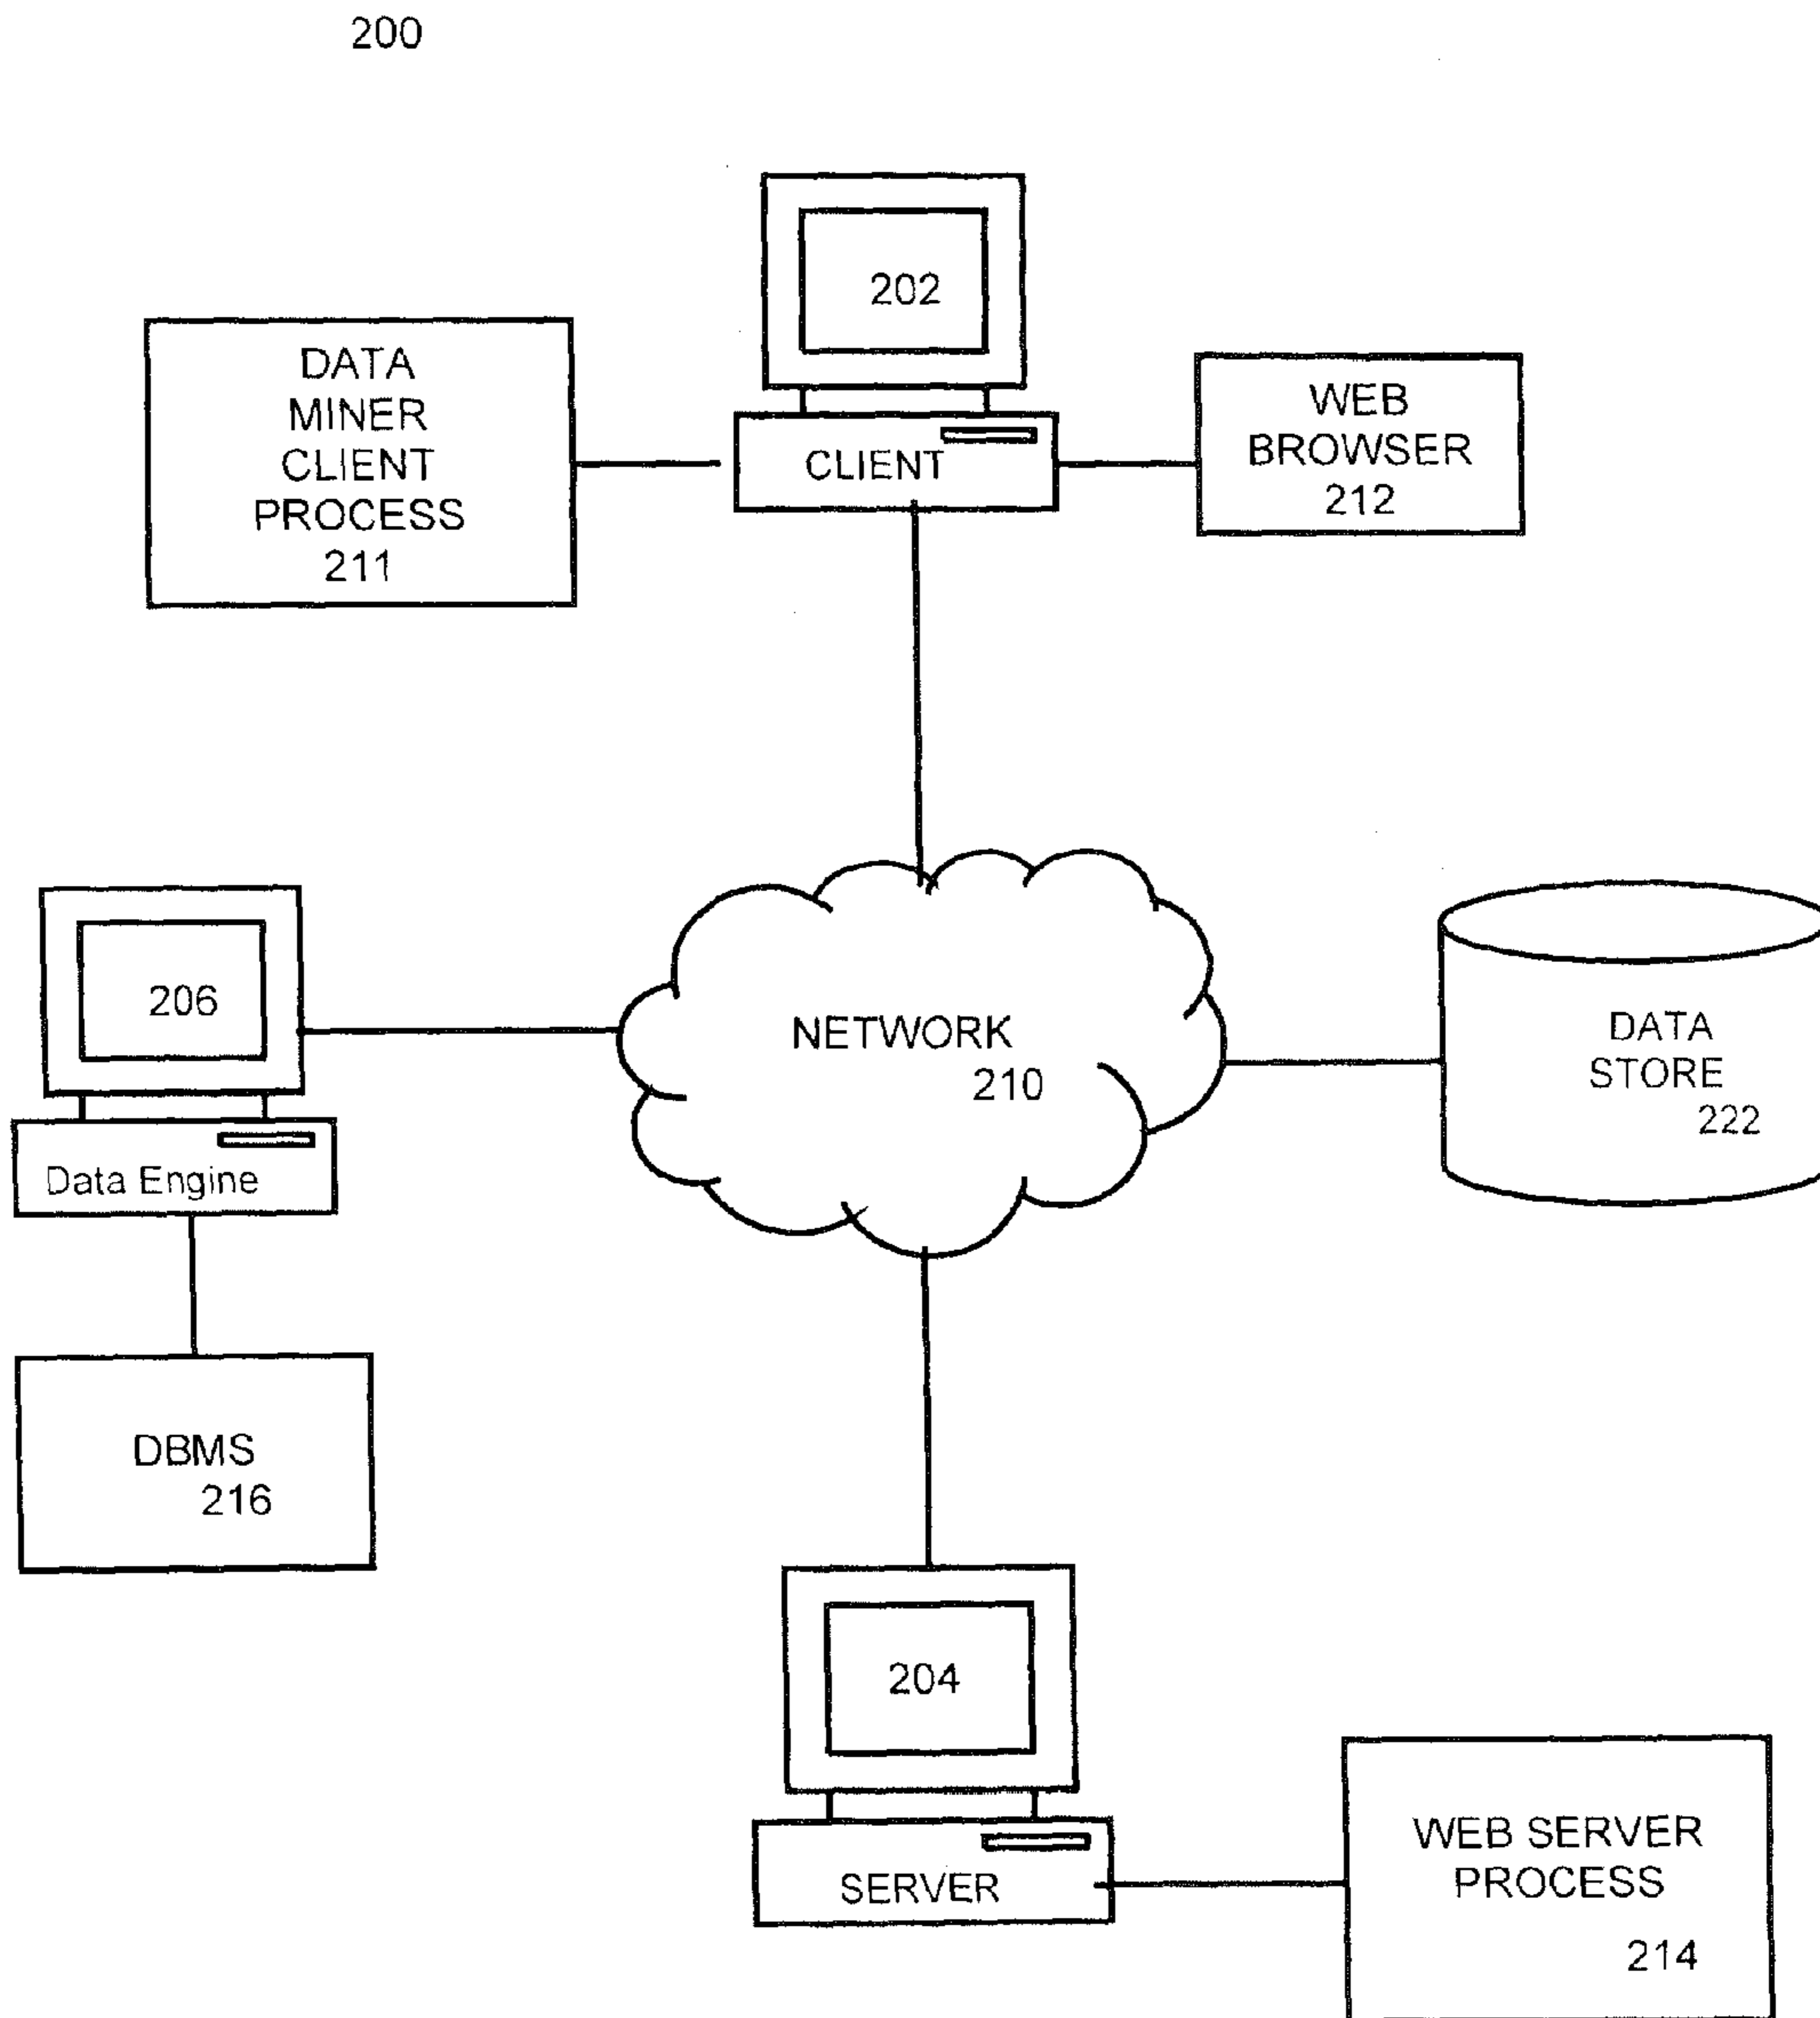 200
202
DATA
MINER
CLIENT
PROCESS
211
CLIENT
WEB
BROWSER
212
206
Data Engine
NETWORK
210
DATA
STORE
222
DBMS
216
204
SERVER
WEB SERVER
PROCESS
214